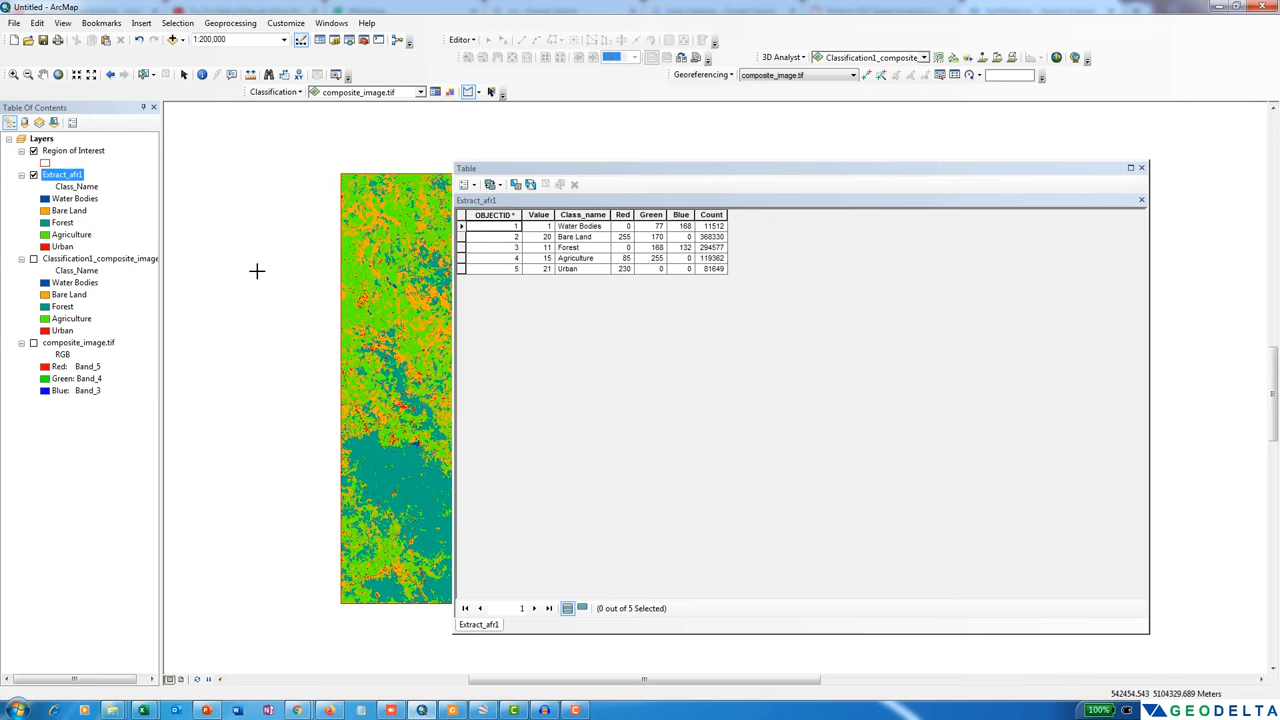 Untitled - ArcMap
File Edit View Bookmarks Insert Selection Geoprocessing Customize Windows Help
1:200,000
Editor
3D Analyst Classification1_composite_
Georeferencing composite_image.tif
Classification composite_image.tif
Table Of Contents
Layers
Region of Interest
Extract_afr1
Class_Name
Water Bodies
Bare Land
Forest
Agriculture
Urban
Classification1_composite_image
Class_Name
Water Bodies
Bare Land
Forest
Agriculture
Urban
composite_image.tif
RGB
Red: Band_5
Green: Band_4
Blue: Band_3
Table
Extract_afr1
OBJECTID * Value Class_name Red Green Blue Count
1 1 Water Bodies 0 77 168 11512
2 20 Bare Land 255 170 0 368330
3 11 Forest 0 168 132 294577
4 15 Agriculture 85 255 0 119362
5 21 Urban 230 0 0 81649
1 (0 out of 5 Selected)
Extract_afr1
542454.543 5104329.689 Meters
100%
GEODELTA